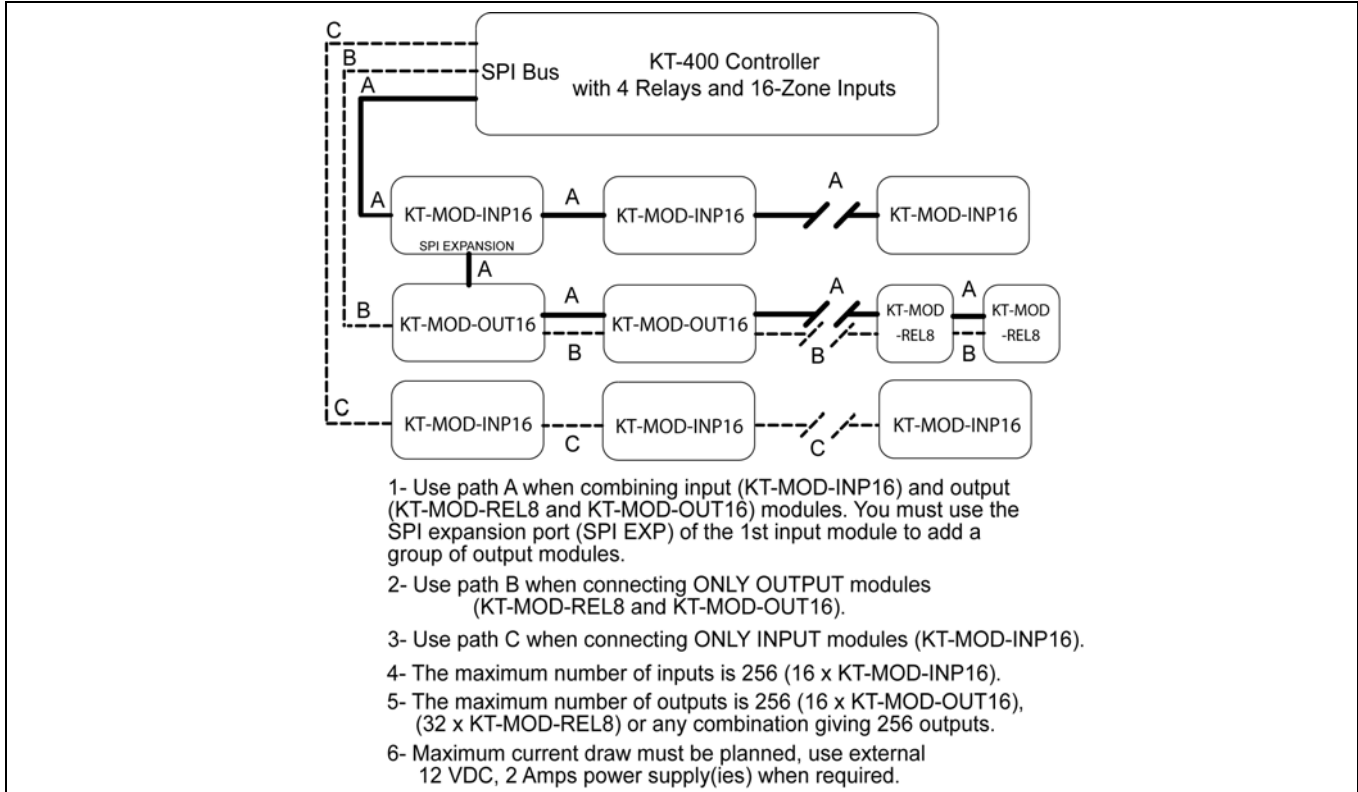 C
B
A
SPI Bus
KT-400 Controller
with 4 Relays and 16-Zone Inputs
A
KT-MOD-INP16
SPI EXPANSION
A
KT-MOD-INP16
A
KT-MOD-INP16
A
B
KT-MOD-OUT16
A
B
KT-MOD-OUT16
A
B
KT-MOD
-REL8
A
B
KT-MOD
-REL8
C
KT-MOD-INP16
C
KT-MOD-INP16
C
KT-MOD-INP16
1- Use path A when combining input (KT-MOD-INP16) and output
(KT-MOD-REL8 and KT-MOD-OUT16) modules. You must use the
SPI expansion port (SPI EXP) of the 1st input module to add a
group of output modules.
2- Use path B when connecting ONLY OUTPUT modules
(KT-MOD-REL8 and KT-MOD-OUT16).
3- Use path C when connecting ONLY INPUT modules (KT-MOD-INP16).
4- The maximum number of inputs is 256 (16 x KT-MOD-INP16).
5- The maximum number of outputs is 256 (16 x KT-MOD-OUT16),
(32 x KT-MOD-REL8) or any combination giving 256 outputs.
6- Maximum current draw must be planned, use external
12 VDC, 2 Amps power supply(ies) when required.